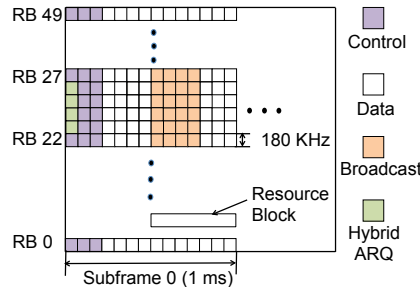 RB 49
RB 27
RB 22
RB 0
180 KHz
Resource
Block
Subframe 0 (1 ms)
Control
Data
Broadcast
Hybrid
ARQ